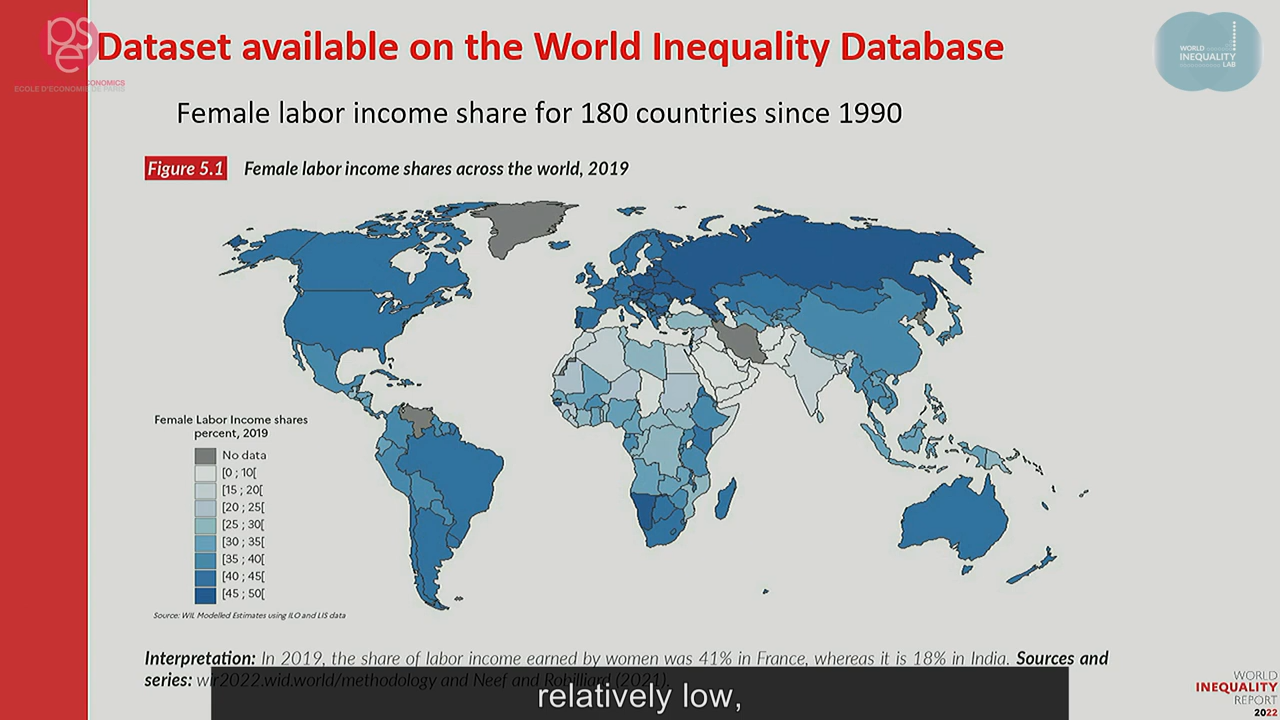 pse
ECOLE D'ECONOMIE DE PARIS
Dataset available on the World Inequality Database
WORLD
INEQUALITY
LAB
Female labor income share for 180 countries since 1990
Figure 5.1 Female labor income shares across the world, 2019
Female Labor Income shares
percent, 2019
No data
[0 ; 10[
[15 ; 20[
[20 ; 25[
[25 ; 30[
[30 ; 35[
[35 ; 40[
[40 ; 45[
[45 ; 50[
Source: WIL Modelled Estimates using ILO and LIS data
Interpretation: In 2019, the share of labor income earned by women was 41% in France, whereas it is 18% in India. Sources and
series: wir2022.wid.world/methodology and Neef and Robilliard (2021).
relatively low,
WORLD
INEQUALITY
REPORT
2022